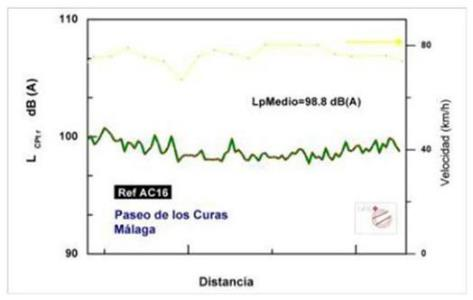 110
100
90
L CPtr dB (A)
LpMedio=98.8 dB(A)
Ref AC16
Paseo de los Curas
Málaga
80
40
0
Velocidad (km/h)
Distancia